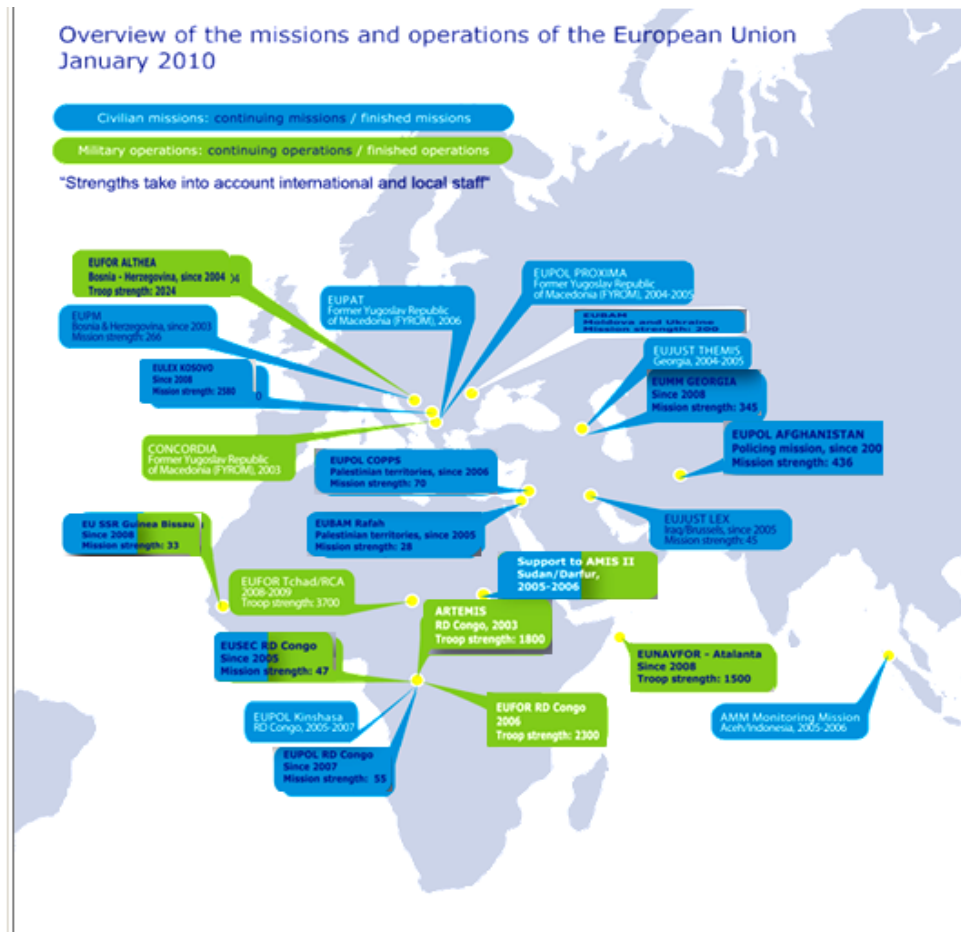 Overview of the missions and operations of the European Union
January 2010
Civilian missions: continuing missions / finished missions
Military operations: continuing operations / finished operations
"Strengths take into account international and local staff"
EUFOR ALTHEA
Bosnia - Herzegovina, since 2004
Troop strength: 2024
EUPM
Bosnia & Herzegovina, since 2003
Mission strength: 266
EULEX KOSOVO
Since 2008
Mission strength: 2580
0
CONCORDIA
Former Yugoslav Republic
of Macedonia (FYROM), 2003
EUPAT
Former Yugoslav Republic
of Macedonia (FYROM), 2006
EUPOL PROXIMA
Former Yugoslav Republic
of Macedonia (FYROM), 2004-2005
EUBAM
Moldova and Ukraine
Mission strength: 200
EUJUST THEMIS
Georgia, 2004-2005
EUMM GEORGIA
Since 2008
Mission strength: 345
EUPOL AFGHANISTAN
Policing mission, since 200
Mission strength: 436
EUPOL COPPS
Palestinian territories, since 2006
Mission strength: 70
EUBAM Rafah
Palestinian territories, since 2005
Mission strength: 28
EUJUST LEX
Iraq/Brussels, since 2005
Mission strength: 45
EU SSR Guinea Bissau
Since 2008
Mission strength: 33
EUFOR Tchad/RCA
2008-2009
Troop strength: 3700
Support to AMIS II
Sudan/Darfur,
2005-2006
ARTEMIS
RD Congo, 2003
Troop strength: 1800
EUSEC RD Congo
Since 2005
Mission strength: 47
EUNAVFOR - Atalanta
Since 2008
Troop strength: 1500
EUPOL Kinshasa
RD Congo, 2005-2007
EUFOR RD Congo
2006
Troop strength: 2300
AMM Monitoring Mission
Aceh/Indonesia, 2005-2006
EUPOL RD Congo
Since 2007
Mission strength: 55